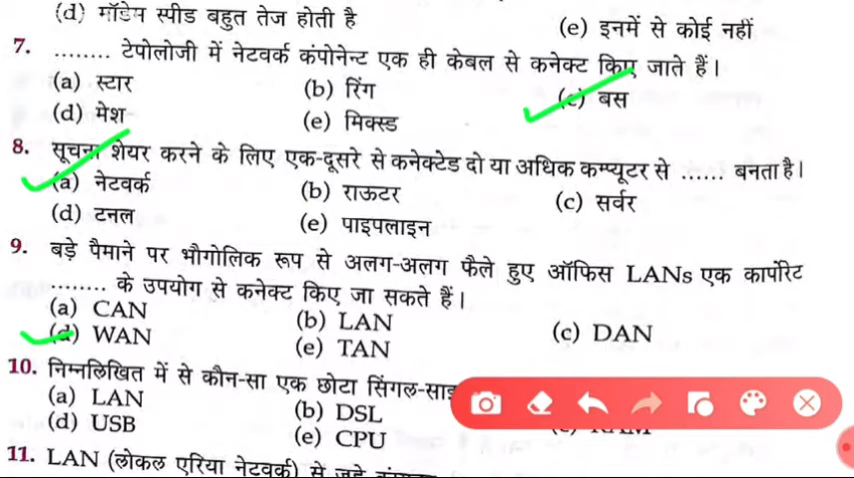 (d) मॉडेम स्पीड बहुत तेज होती है (e) इनमें से कोई नहीं
7. ........ टेपोलोजी में नेटवर्क कंपोनेन्ट एक ही केबल से कनेक्ट किए जाते हैं।
(a) स्टार (b) रिंग (c) बस
(d) मेश (e) मिक्स्ड
8. सूचना शेयर करने के लिए एक-दूसरे से कनेक्टेड दो या अधिक कम्प्यूटर से ...... बनता है।
(a) नेटवर्क (b) राऊटर (c) सर्वर
(d) टनल (e) पाइपलाइन
9. बड़े पैमाने पर भौगोलिक रूप से अलग-अलग फैले हुए ऑफिस LANs एक कार्पोरेट
........ के उपयोग से कनेक्ट किए जा सकते हैं।
(a) CAN (b) LAN (c) DAN
(d) WAN (e) TAN
10. निम्नलिखित में से कौन-सा एक छोटा सिंगल-साइ
(a) LAN (b) DSL
(d) USB (e) CPU
11. LAN (लोकल एरिया नेटवर्क) में जुड़े